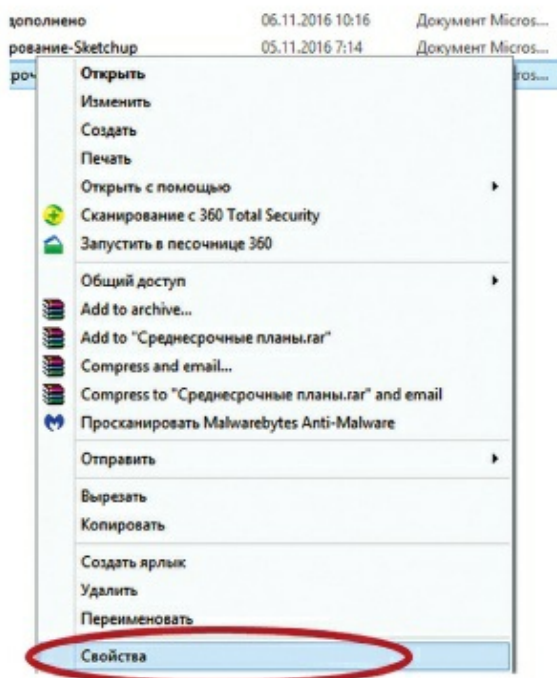 дополнено 06.11.2016 10:16 Документ Micros...
рование-Sketchup 05.11.2016 7:14 Документ Micros...
роч ros...
Открыть
Изменить
Создать
Печать
Открыть с помощью
Сканирование с 360 Total Security
Запустить в песочнице 360
Общий доступ
Add to archive...
Add to "Среднесрочные планы.rar"
Compress and email...
Compress to "Среднесрочные планы.rar" and email
Просканировать Malwarebytes Anti-Malware
Отправить
Вырезать
Копировать
Создать ярлык
Удалить
Переименовать
Свойства